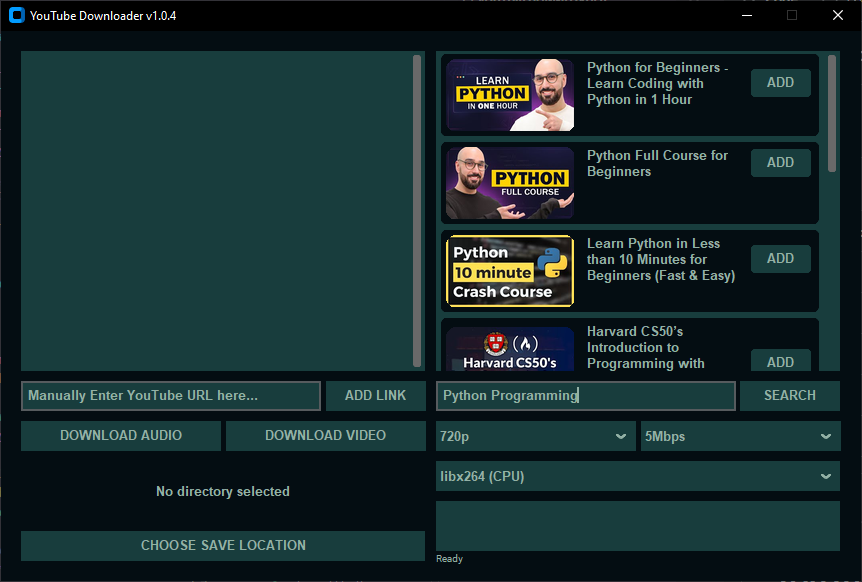 YouTube Downloader v1.0.4
LEARN
PYTHON
IN ONE HOUR
Python for Beginners -
Learn Coding with
Python in 1 Hour
ADD
PYTHON
FULL COURSE
Python Full Course for
Beginners
ADD
Python
10 minute
Crash Course
Learn Python in Less
than 10 Minutes for
Beginners (Fast & Easy)
ADD
Harvard CS50's
Harvard CS50's
Introduction to
Programming with
ADD
Manually Enter YouTube URL here...
ADD LINK
Python Programming
SEARCH
DOWNLOAD AUDIO
DOWNLOAD VIDEO
720p
5Mbps
libx264 (CPU)
No directory selected
CHOOSE SAVE LOCATION
Ready